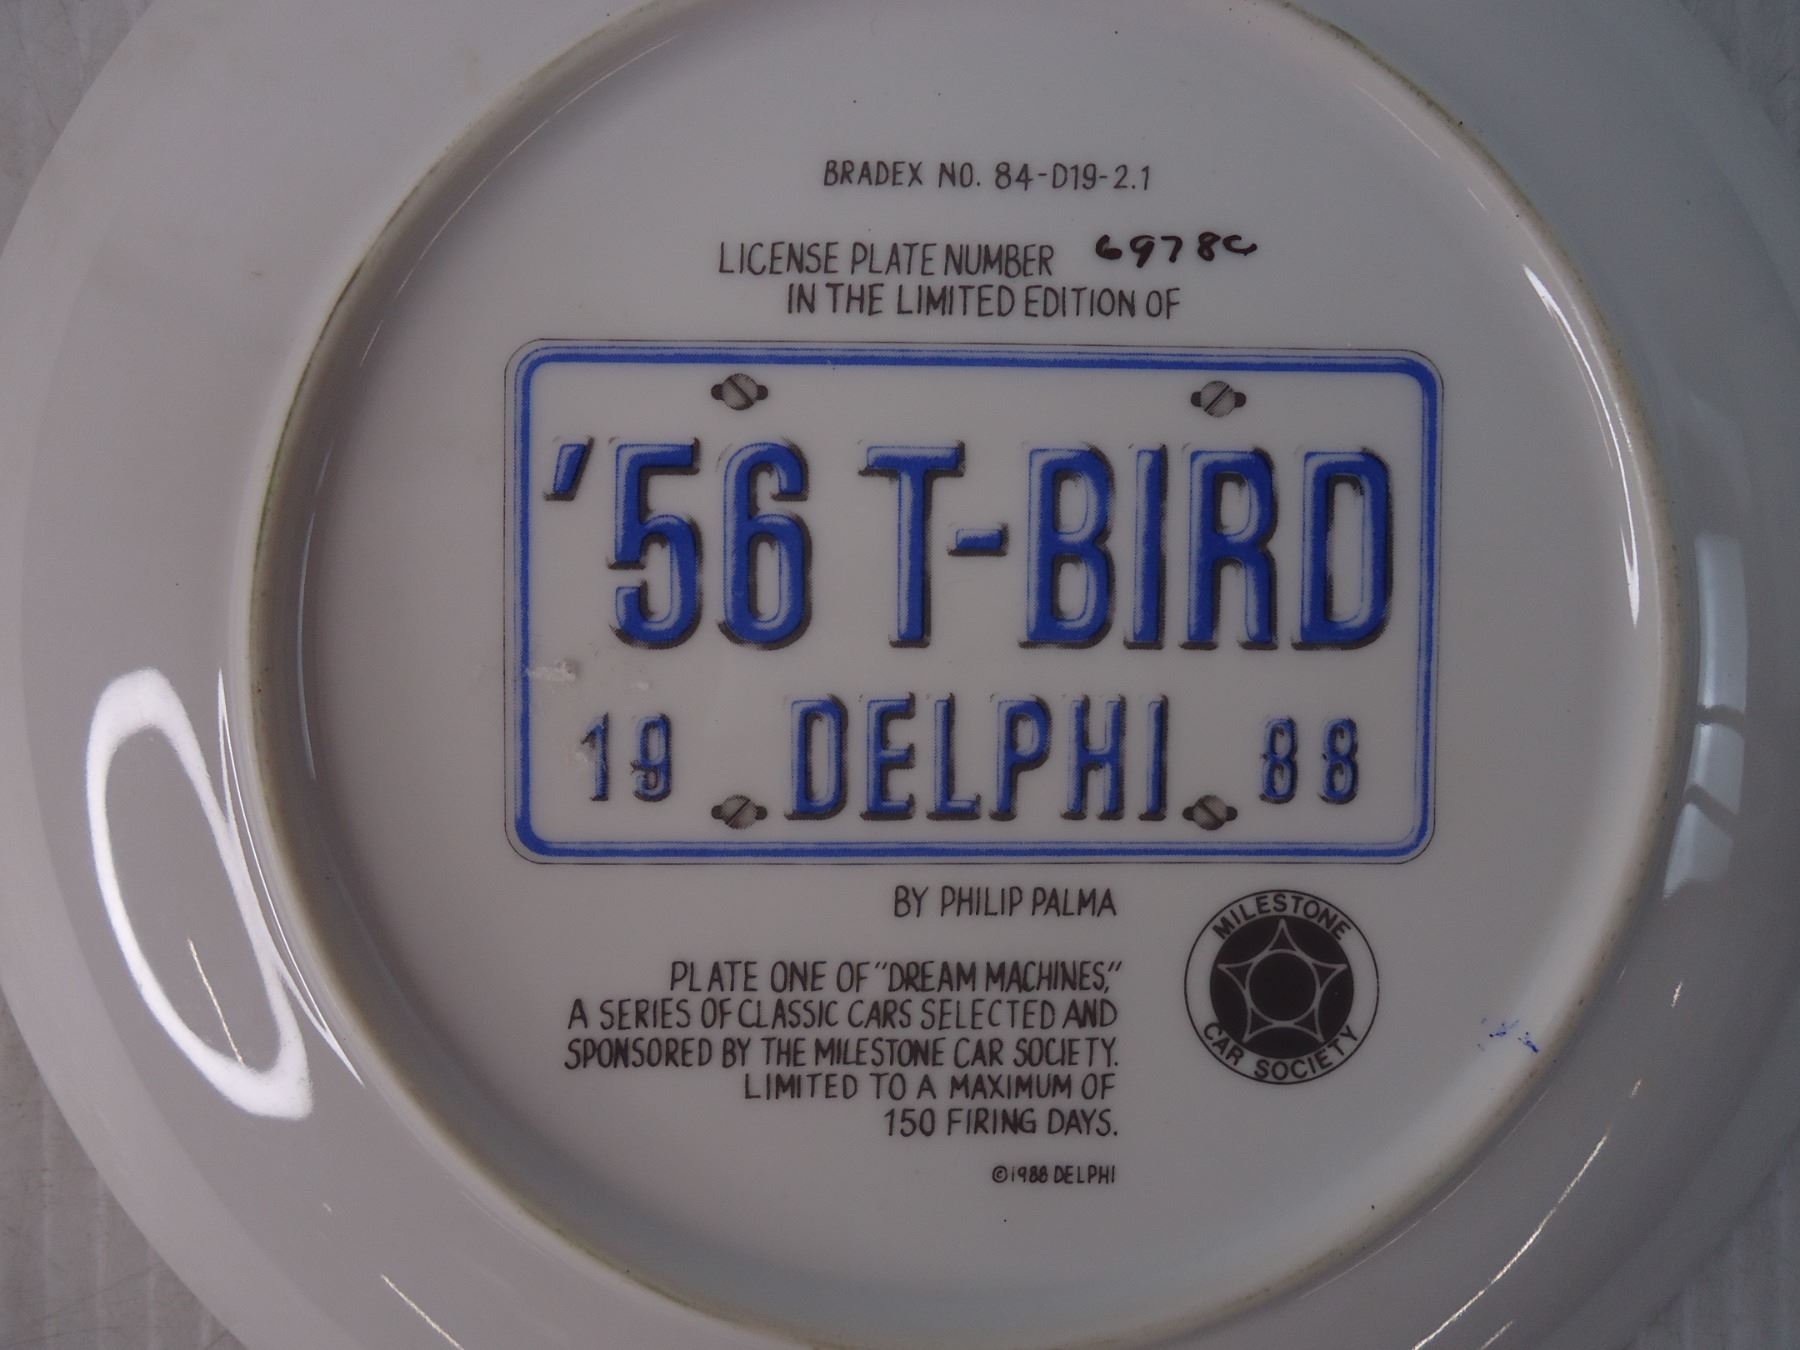 BRADEX NO. 84-D19-2.1
LICENSE PLATE NUMBER 6978C
IN THE LIMITED EDITION OF
'56 T-BIRD
19 DELPHI 88
BY PHILIP PALMA
PLATE ONE OF "DREAM MACHINES,"
A SERIES OF CLASSIC CARS SELECTED AND
SPONSORED BY THE MILESTONE CAR SOCIETY.
LIMITED TO A MAXIMUM OF
150 FIRING DAYS.
©1988 DELPHI
MILESTONE
CAR SOCIETY